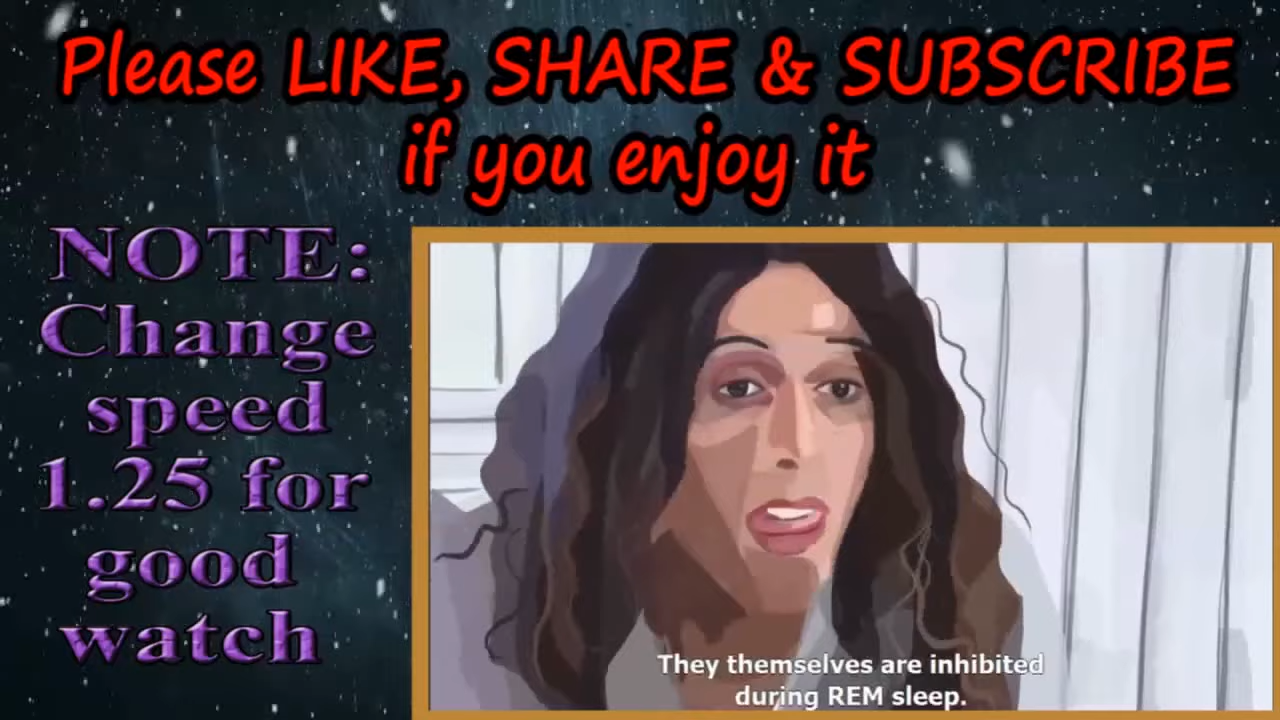 Please LIKE, SHARE & SUBSCRIBE
if you enjoy it
NOTE:
Change
speed
1.25 for
good
watch
They themselves are inhibited
during REM sleep.